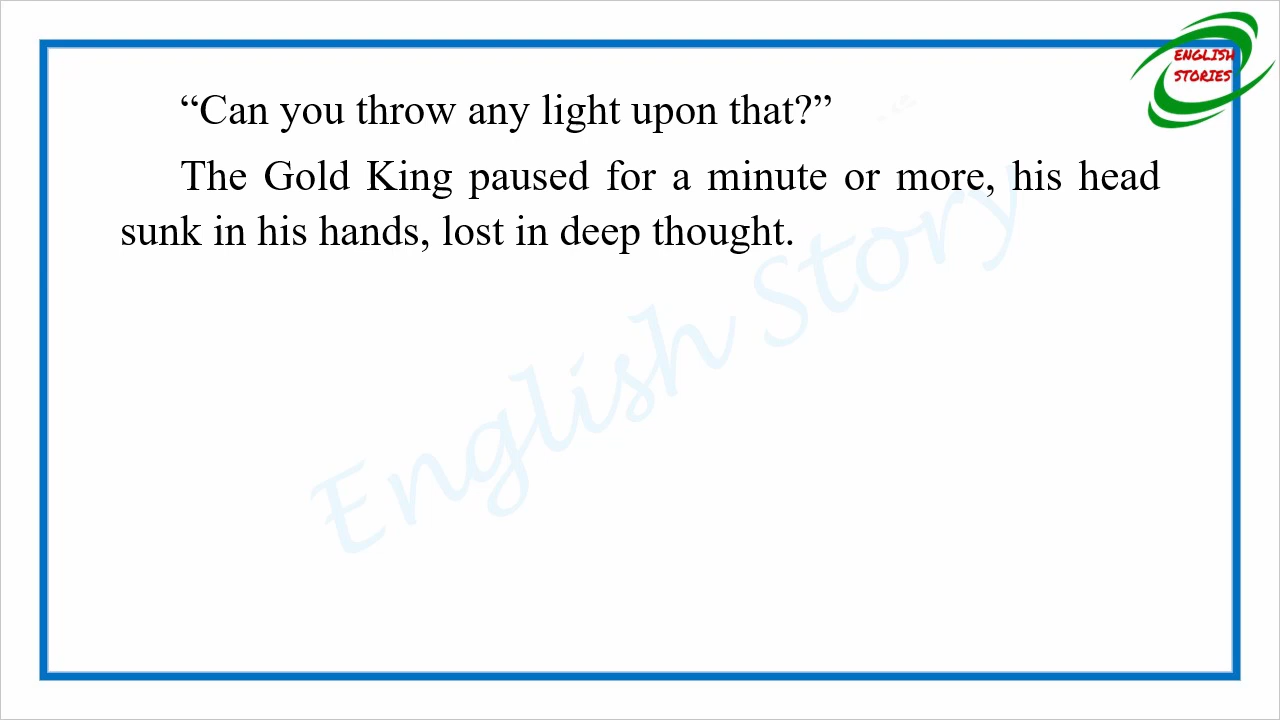 ENGLISH
STORIES
“Can you throw any light upon that?”
The Gold King paused for a minute or more, his head
sunk in his hands, lost in deep thought.
English Story